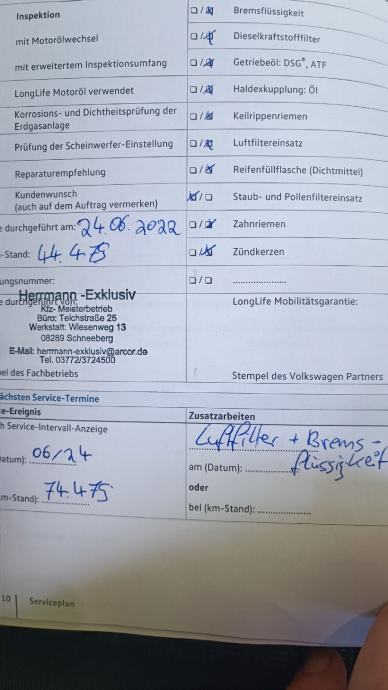 Inspektion
mit Motorölwechsel
mit erweitertem Inspektionsumfang
LongLife Motoröl verwendet
Korrosions- und Dichtheitsprüfung der
Erdgasanlage
Prüfung der Scheinwerfer-Einstellung
Reparaturempfehlung
Kundenwunsch
(auch auf dem Auftrag vermerken)
durchgeführt am: 24.06.2022
-Stand: 44.475
ungsnummer:
Herrmann -Exklusiv
Kfz- Meisterbetrieb
Büro: Teichstraße 25
Werkstatt: Wiesenweg 13
08289 Schneeberg
E-Mail: herrmann-exklusiv@arcor.de
Tel. 03772/3724500
el des Fachbetriebs
Bremsflüssigkeit
Dieselkraftstofffilter
Getriebeöl: DSG®, ATF
Haldexkupplung: Öl
Keilrippenriemen
Luftfiltereinsatz
Reifenfüllflasche (Dichtmittel)
Staub- und Pollenfiltereinsatz
Zahnriemen
Zündkerzen
....................
LongLife Mobilitätsgarantie:
Stempel des Volkswagen Partners
ächsten Service-Termine
e-Ereignis
h Service-Intervall-Anzeige
atum): 06/24
m-Stand): 74.475
Zusatzarbeiten
Luftfilter + Brems-
flüssigkeit
am (Datum): ....................
oder
bei (km-Stand): ....................
10 | Serviceplan